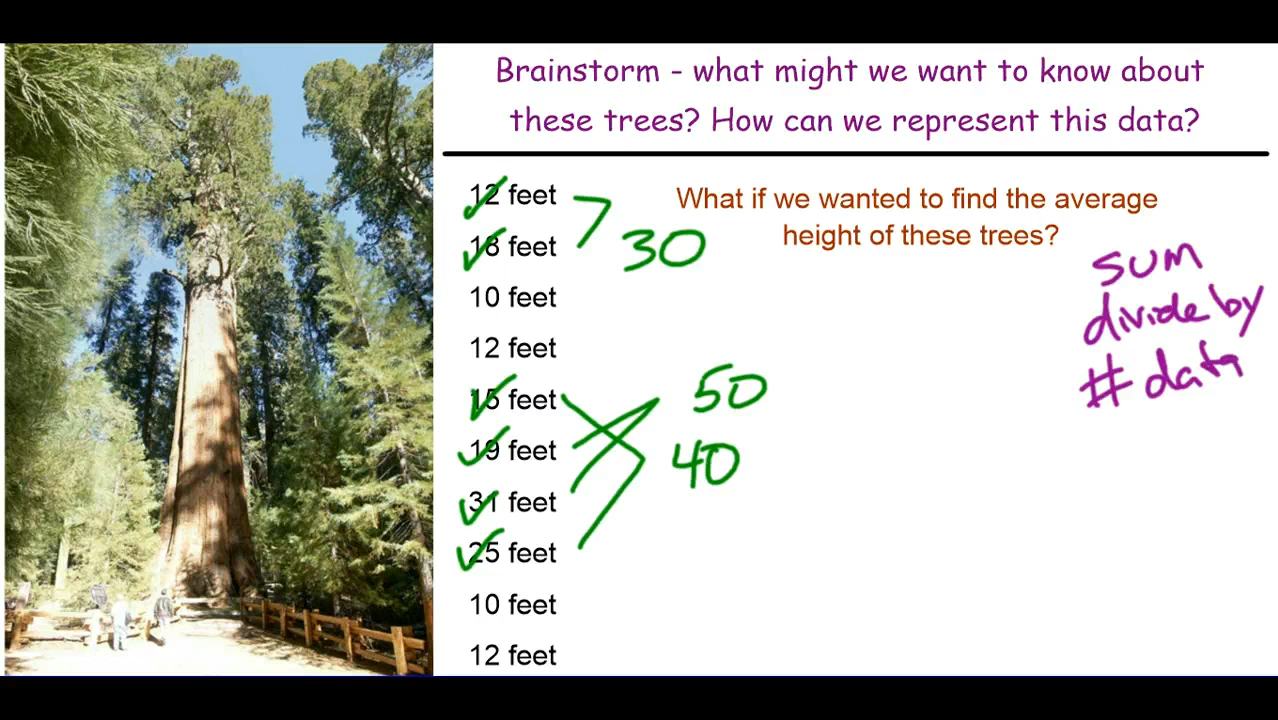 Brainstorm - what might we want to know about
these trees? How can we represent this data?
What if we wanted to find the average
height of these trees?
12 feet
18 feet
30
10 feet
12 feet
15 feet
50
19 feet
40
31 feet
25 feet
10 feet
12 feet
sum
divide by
# data